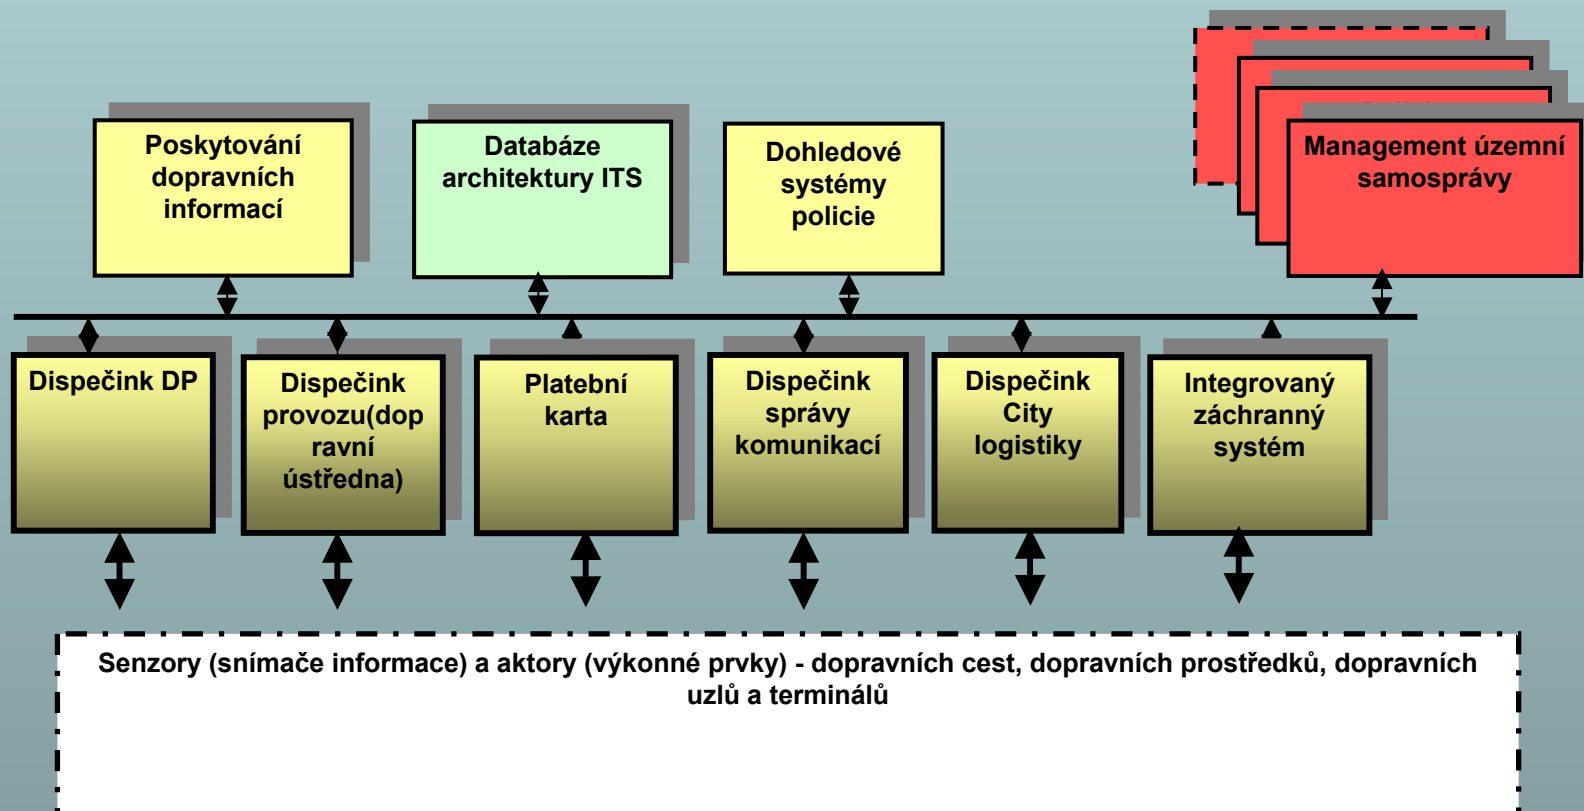 Poskytování
dopravních
informací
Databáze
architektury ITS
Dohledové
systémy
policie
Management územní
samosprávy
Dispečink DP
Dispečink
provozu(dop
ravní
ústředna)
Platební
karta
Dispečink
správy
komunikací
Dispečink
City
logistiky
Integrovaný
záchranný
systém
Senzory (snímače informace) a aktory (výkonné prvky) - dopravních cest, dopravních prostředků, dopravních
uzlů a terminálů